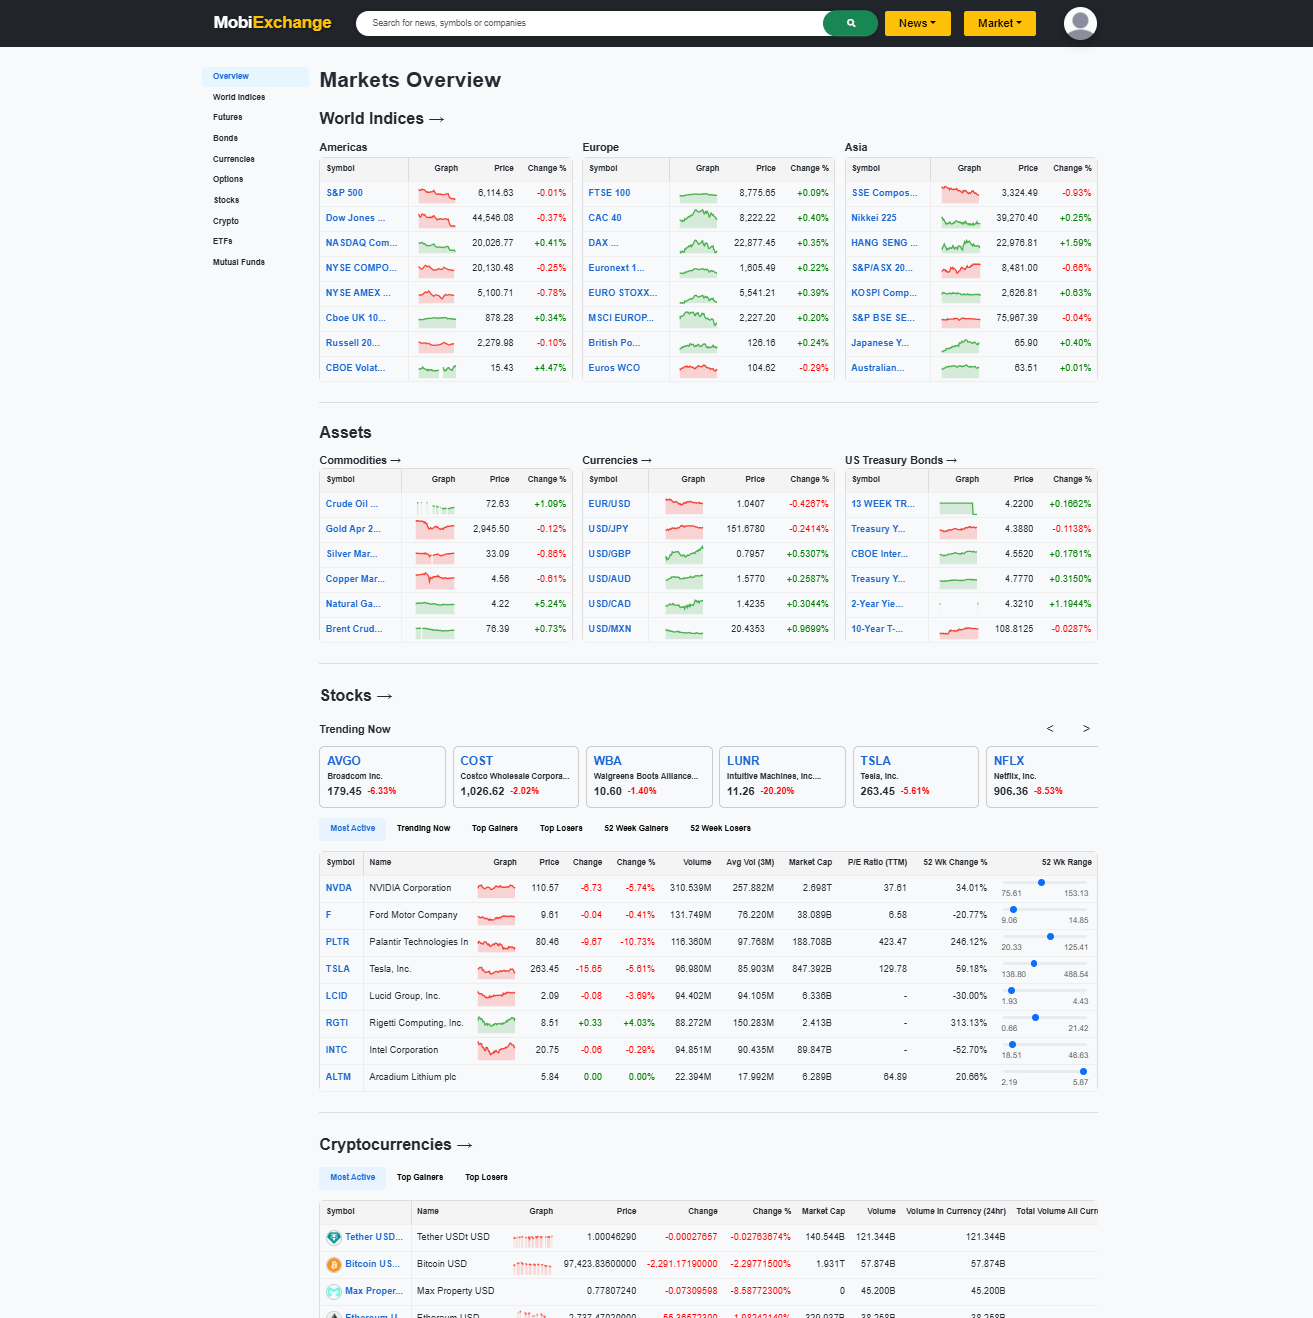 MobiExchange
Search for news, symbols or companies
News
Market
Overview
World Indices
Futures
Bonds
Currencies
Options
Stocks
Crypto
ETFs
Mutual Funds
Markets Overview
World Indices →
Americas
Symbol Graph Price Change %
S&P 500 6,114.63 -0.01%
Dow Jones ... 44,546.08 -0.37%
NASDAQ Com... 20,026.77 +0.41%
NYSE COMPO... 20,130.48 -0.25%
NYSE AMEX ... 5,100.71 -0.78%
Cboe UK 10... 878.28 +0.34%
Russell 20... 2,279.98 -0.10%
CBOE Volat... 15.43 +4.47%
Europe
Symbol Graph Price Change %
FTSE 100 8,775.65 +0.09%
CAC 40 8,222.22 +0.40%
DAX ... 22,877.45 +0.35%
Euronext 1... 1,605.49 +0.22%
EURO STOXX... 5,541.21 +0.39%
MSCI EUROP... 2,227.20 +0.20%
British Po... 126.16 +0.24%
Euros WCO 104.62 -0.29%
Asia
Symbol Graph Price Change %
SSE Compos... 3,324.49 -0.93%
Nikkei 225 39,270.40 +0.25%
HANG SENG ... 22,976.81 +1.59%
S&P/ASX 20... 8,481.00 -0.66%
KOSPI Comp... 2,626.81 +0.63%
S&P BSE SE... 75,967.39 -0.04%
Japanese Y... 65.90 +0.40%
Australian... 63.51 +0.01%
Assets
Commodities →
Symbol Graph Price Change %
Crude Oil ... 72.63 +1.09%
Gold Apr 2... 2,945.50 -0.12%
Silver Mar... 33.09 -0.86%
Copper Mar... 4.56 -0.61%
Natural Ga... 4.22 +5.24%
Brent Crud... 76.39 +0.73%
Currencies →
Symbol Graph Price Change %
EUR/USD 1.0407 -0.4267%
USD/JPY 151.6780 -0.2414%
USD/GBP 0.7957 +0.5307%
USD/AUD 1.5770 +0.2587%
USD/CAD 1.4235 +0.3044%
USD/MXN 20.4353 +0.9699%
US Treasury Bonds →
Symbol Graph Price Change %
13 WEEK TR... 4.2200 +0.1662%
Treasury Y... 4.3880 -0.1138%
CBOE Inter... 4.5520 +0.1761%
Treasury Y... 4.7770 +0.3150%
2-Year Yie... 4.3210 +1.1944%
10-Year T-... 108.8125 -0.0287%
Stocks →
Trending Now < >
AVGO
Broadcom Inc.
179.45 -6.33%
COST
Costco Wholesale Corpora...
1,026.62 -2.02%
WBA
Walgreens Boots Alliance...
10.60 -1.40%
LUNR
Intuitive Machines, Inc....
11.26 -20.20%
TSLA
Tesla, Inc.
263.45 -5.61%
NFLX
Netflix, Inc.
906.36 -8.53%
Most Active Trending Now Top Gainers Top Losers 52 Week Gainers 52 Week Losers
Symbol Name Graph Price Change Change % Volume Avg Vol (3M) Market Cap P/E Ratio (TTM) 52 Wk Change % 52 Wk Range
NVDA NVIDIA Corporation 110.57 -6.73 -5.74% 310.539M 257.882M 2.698T 37.61 34.01% 75.61 153.13
F Ford Motor Company 9.61 -0.04 -0.41% 131.749M 76.220M 38.089B 6.58 -20.77% 9.06 14.85
PLTR Palantir Technologies In 80.46 -9.67 -10.73% 116.360M 97.768M 188.708B 423.47 246.12% 20.33 125.41
TSLA Tesla, Inc. 263.45 -15.65 -5.61% 96.980M 85.903M 847.392B 129.78 59.18% 138.80 488.54
LCID Lucid Group, Inc. 2.09 -0.08 -3.69% 94.402M 94.105M 6.336B - -30.00% 1.93 4.43
RGTI Rigetti Computing, Inc. 8.51 +0.33 +4.03% 88.272M 150.283M 2.413B - 313.13% 0.66 21.42
INTC Intel Corporation 20.75 -0.06 -0.29% 94.851M 90.435M 89.847B - -52.70% 18.51 46.63
ALTM Arcadium Lithium plc 5.84 0.00 0.00% 22.394M 17.992M 6.289B 64.89 20.66% 2.19 5.87
Cryptocurrencies →
Most Active Top Gainers Top Losers
Symbol Name Graph Price Change Change % Market Cap Volume Volume In Currency (24hr) Total Volume All Curr
Tether USD... Tether USDt USD 1.00046290 -0.00027657 -0.02763674% 140.544B 121.344B 121.344B
Bitcoin US... Bitcoin USD 97,423.83600000 -2,291.17190000 -2.29771500% 1.931T 57.874B 57.874B
Max Proper... Max Property USD 0.77807240 -0.07309598 -8.58772300% 0 45.200B 45.200B